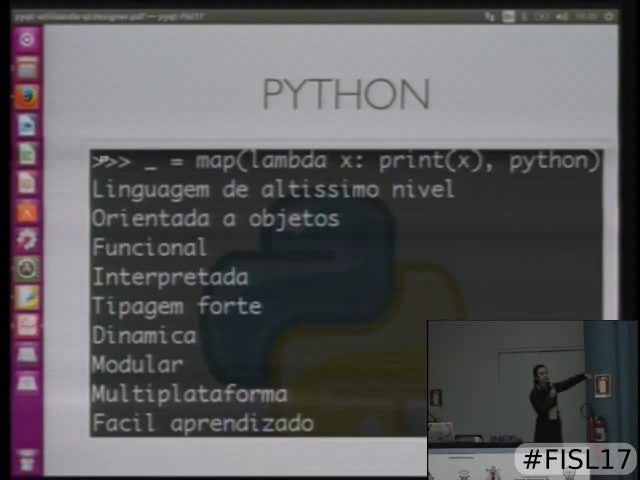 PYTHON
>>> _ = map(lambda x: print(x), python)
Linguagem de altissimo nivel
Orientada a objetos
Funcional
Interpretada
Tipagem forte
Dinamica
Modular
Multiplataforma
Facil aprendizado
#FISL17